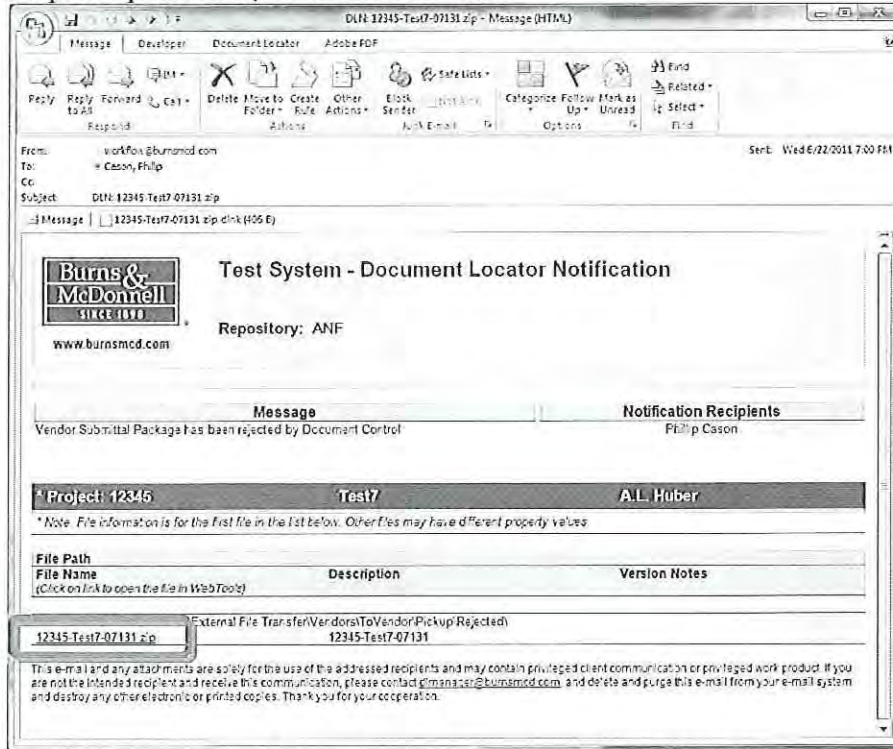 DLN: 12345-Test7-07131 zip - Message (HTML)
Message Developer Document Locator Adobe PDF
Reply Reply to All Forward Call
Delete Move to Folder Create Rule Other Actions
Block Sender Safe Lists
Categorize Follow Up Mark as Unread
Find Related Select
Respond Actions Junk E-mail Options Find
From: workflow@burnsmcd com Sent: Wed 6/22/2011 7:00 PM
To: Cason, Philip
Cc:
Subject: DLN: 12345-Test7-07131 zip
Message 12345-Test7-07131 zip dlnk (405 B)
Burns & McDonnell
SINCE 1898
www.burnsmcd.com
Test System - Document Locator Notification
Repository: ANF
Message Notification Recipients
Vendor Submittal Package has been rejected by Document Control Philip Cason
* Project: 12345 Test7 A.L. Huber
* Note: File information is for the first file in the list below. Other files may have different property values
File Path
File Name Description Version Notes
(Click on link to open the file in WebTools)
External File Transfer\Vendors\ToVendor\Pickup\Rejected\
12345-Test7-07131 zip 12345-Test7-07131
This e-mail and any attachments are solely for the use of the addressed recipients and may contain privileged client communication or privileged work product. If you
are not the intended recipient and receive this communication, please contact glmanager@burnsmcd.com and delete and purge this e-mail from your e-mail system
and destroy any other electronic or printed copies. Thank you for your cooperation.